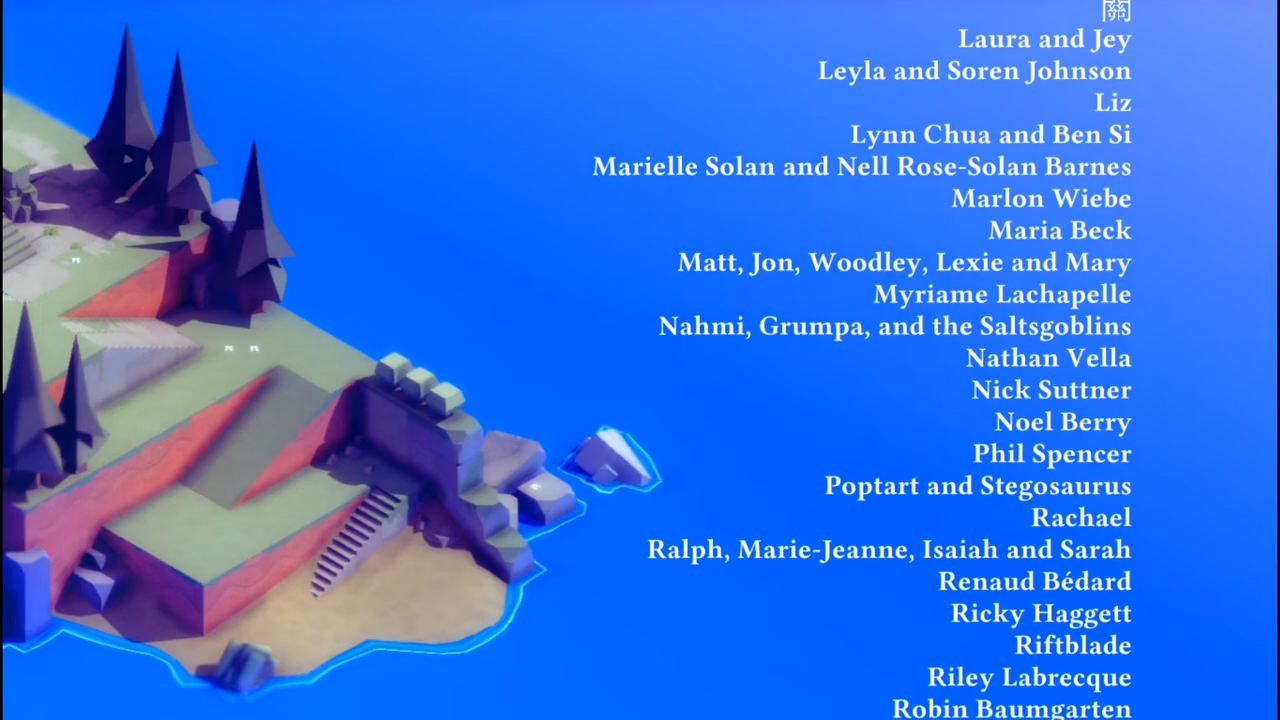 關
Laura and Jey
Leyla and Soren Johnson
Liz
Lynn Chua and Ben Si
Marielle Solan and Nell Rose-Solan Barnes
Marlon Wiebe
Maria Beck
Matt, Jon, Woodley, Lexie and Mary
Myriame Lachapelle
Nahmi, Grumpa, and the Saltsgoblins
Nathan Vella
Nick Suttner
Noel Berry
Phil Spencer
Poptart and Stegosaurus
Rachael
Ralph, Marie-Jeanne, Isaiah and Sarah
Renaud Bédard
Ricky Haggett
Riftblade
Riley Labrecque
Robin Baumgarten